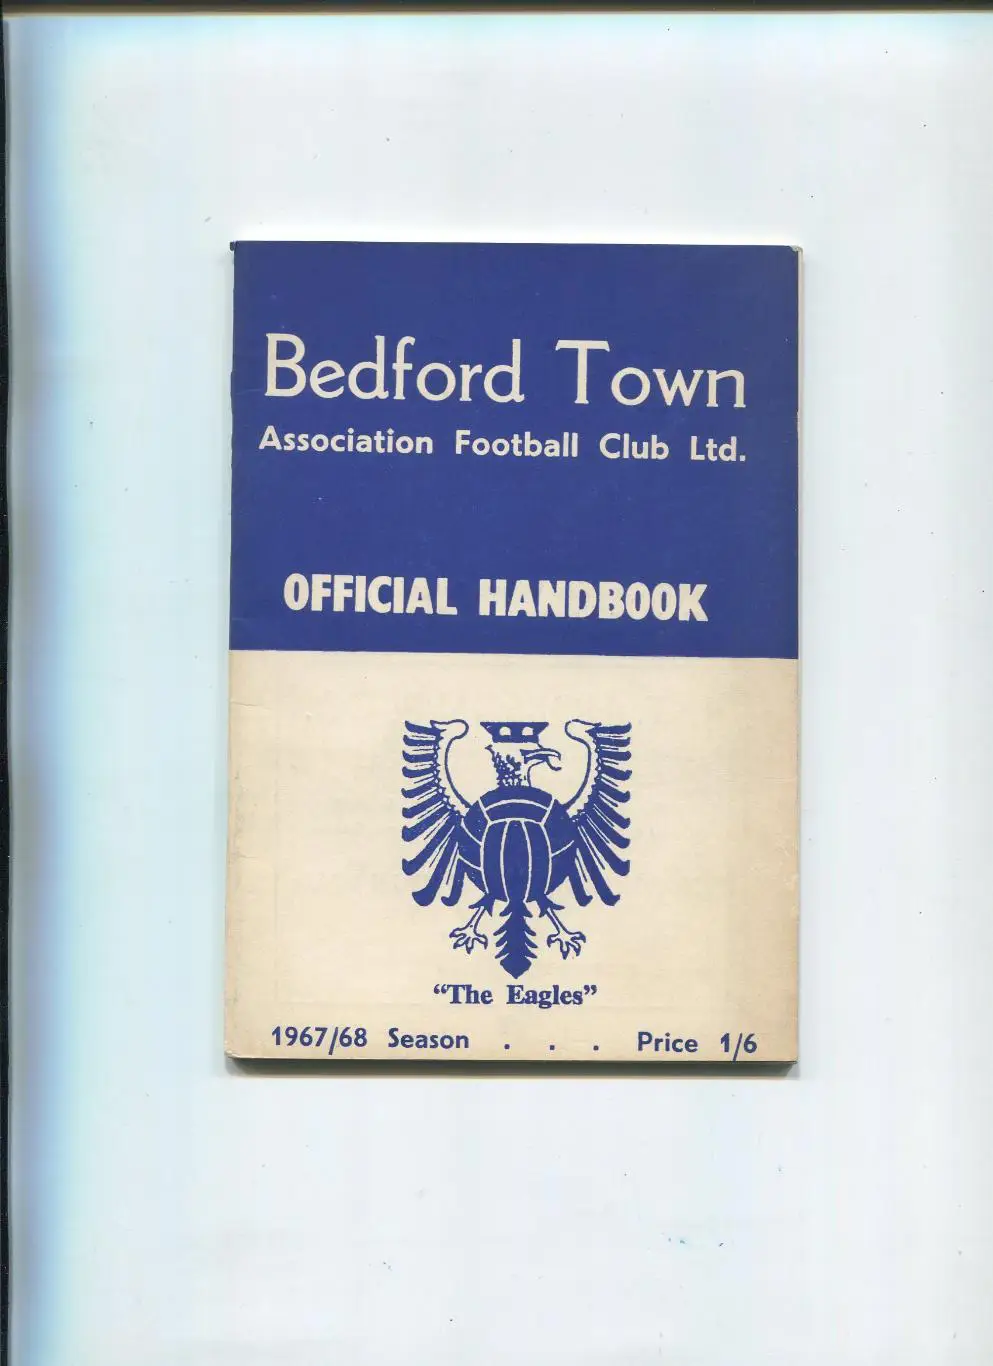 Bedford Town
Association Football Club Ltd.
OFFICIAL HANDBOOK
"The Eagles"
1967/68 Season . . . Price 1/6